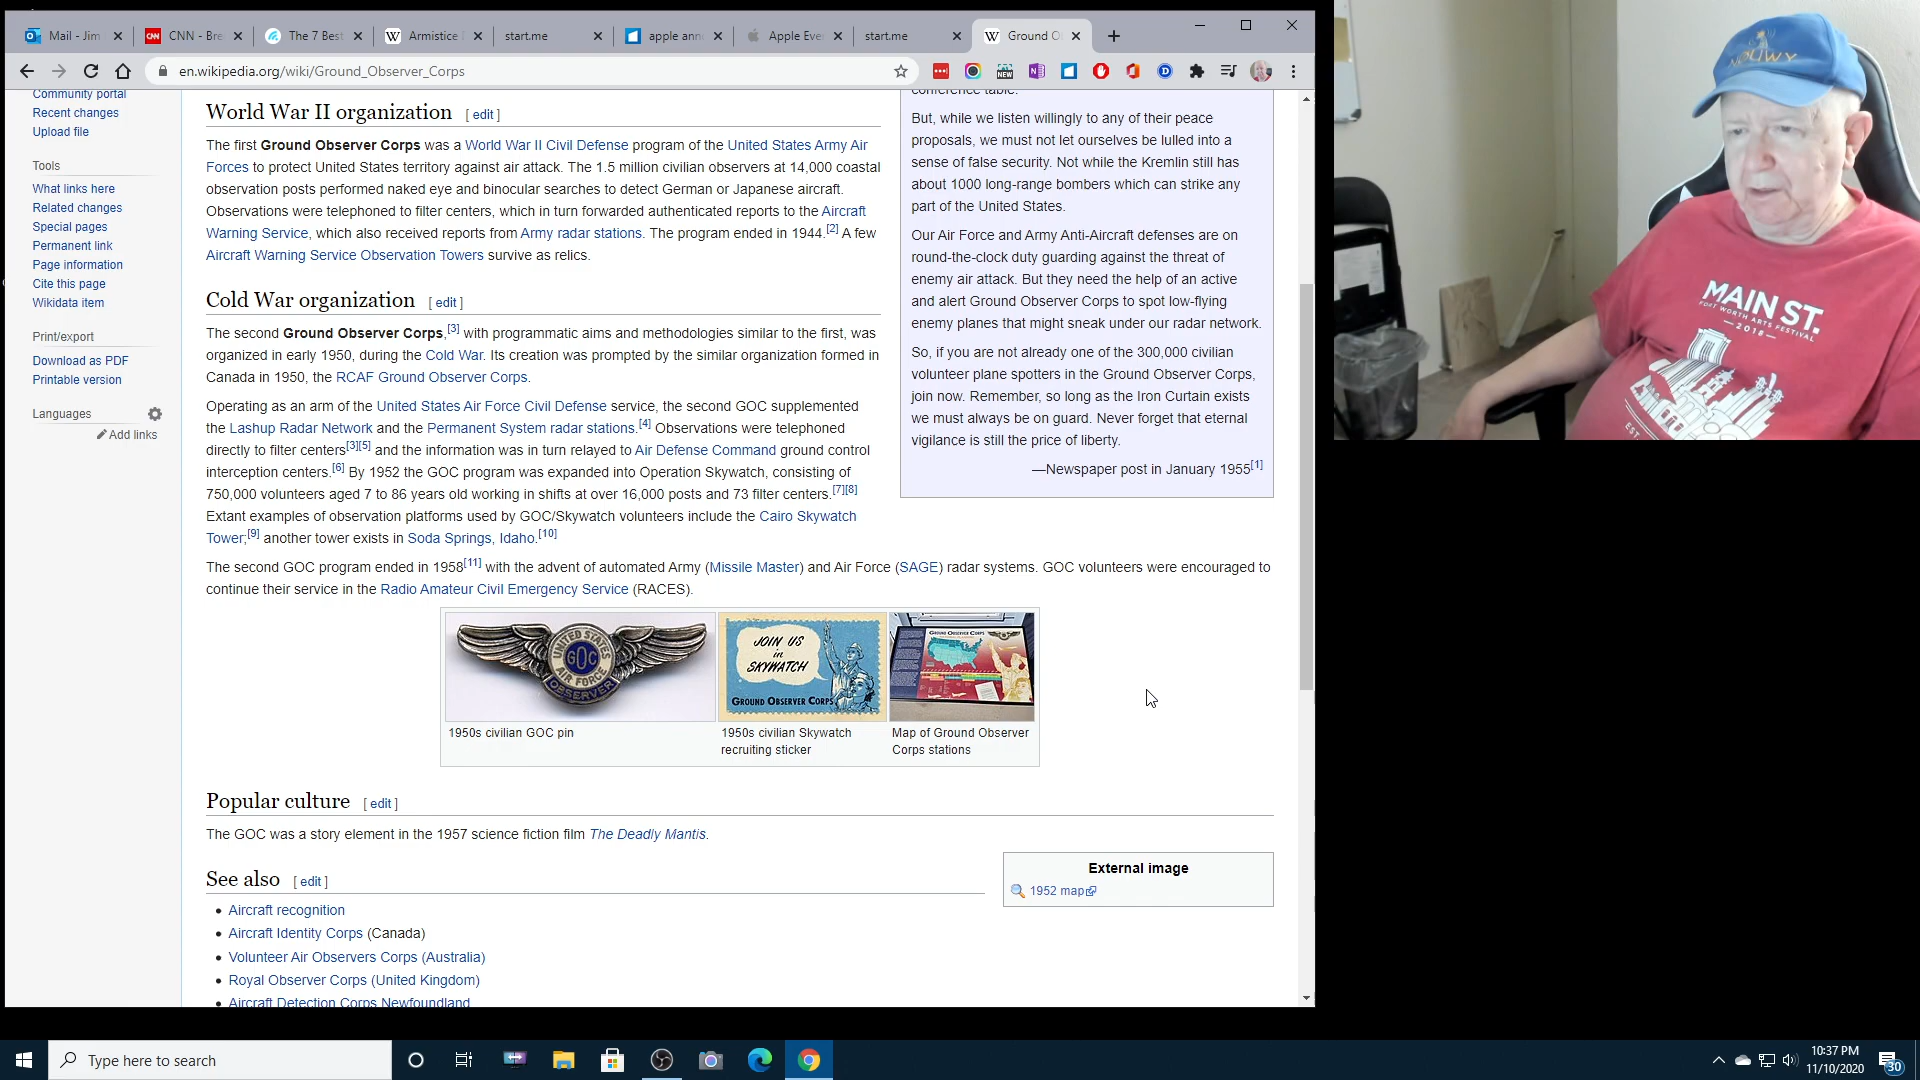 Mail - Jim
CNN - Bre
The 7 Best
Armistice
start.me
apple ann
Apple Eve
start.me
Ground O
en.wikipedia.org/wiki/Ground_Observer_Corps
Community portal
Recent changes
Upload file
Tools
What links here
Related changes
Special pages
Permanent link
Page information
Cite this page
Wikidata item
Print/export
Download as PDF
Printable version
Languages
Add links
World War II organization [ edit ]
The first Ground Observer Corps was a World War II Civil Defense program of the United States Army Air
Forces to protect United States territory against air attack. The 1.5 million civilian observers at 14,000 coastal
observation posts performed naked eye and binocular searches to detect German or Japanese aircraft.
Observations were telephoned to filter centers, which in turn forwarded authenticated reports to the Aircraft
Warning Service, which also received reports from Army radar stations. The program ended in 1944.[2] A few
Aircraft Warning Service Observation Towers survive as relics.
Cold War organization [ edit ]
The second Ground Observer Corps,[3] with programmatic aims and methodologies similar to the first, was
organized in early 1950, during the Cold War. Its creation was prompted by the similar organization formed in
Canada in 1950, the RCAF Ground Observer Corps.
Operating as an arm of the United States Air Force Civil Defense service, the second GOC supplemented
the Lashup Radar Network and the Permanent System radar stations.[4] Observations were telephoned
directly to filter centers[3][5] and the information was in turn relayed to Air Defense Command ground control
interception centers.[6] By 1952 the GOC program was expanded into Operation Skywatch, consisting of
750,000 volunteers aged 7 to 86 years old working in shifts at over 16,000 posts and 73 filter centers.[7][8]
Extant examples of observation platforms used by GOC/Skywatch volunteers include the Cairo Skywatch
Tower;[9] another tower exists in Soda Springs, Idaho.[10]
The second GOC program ended in 1958[11] with the advent of automated Army (Missile Master) and Air Force (SAGE) radar systems. GOC volunteers were encouraged to
continue their service in the Radio Amateur Civil Emergency Service (RACES).
conference table.
But, while we listen willingly to any of their peace
proposals, we must not let ourselves be lulled into a
sense of false security. Not while the Kremlin still has
about 1000 long-range bombers which can strike any
part of the United States.
Our Air Force and Army Anti-Aircraft defenses are on
round-the-clock duty guarding against the threat of
enemy air attack. But they need the help of an active
and alert Ground Observer Corps to spot low-flying
enemy planes that might sneak under our radar network.
So, if you are not already one of the 300,000 civilian
volunteer plane spotters in the Ground Observer Corps,
join now. Remember, so long as the Iron Curtain exists
we must always be on guard. Never forget that eternal
vigilance is still the price of liberty.
—Newspaper post in January 1955[1]
UNITED STATES
GOC
AIR FORCE
OBSERVER
JOIN US
in
SKYWATCH
GROUND OBSERVER CORPS
GROUND OBSERVER CORPS
1950s civilian GOC pin
1950s civilian Skywatch
recruiting sticker
Map of Ground Observer
Corps stations
Popular culture [ edit ]
The GOC was a story element in the 1957 science fiction film The Deadly Mantis.
See also [ edit ]
External image
1952 map
Aircraft recognition
Aircraft Identity Corps (Canada)
Volunteer Air Observers Corps (Australia)
Royal Observer Corps (United Kingdom)
Aircraft Detection Corps Newfoundland
NEW
MAIN ST.
FORT WORTH ARTS FESTIVAL
2018
EST.
Type here to search
10:37 PM
11/10/2020
30